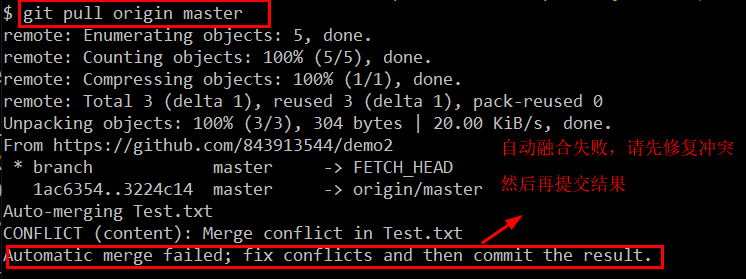 $ git pull origin master
remote: Enumerating objects: 5, done.
remote: Counting objects: 100% (5/5), done.
remote: Compressing objects: 100% (1/1), done.
remote: Total 3 (delta 1), reused 3 (delta 1), pack-reused 0
Unpacking objects: 100% (3/3), 304 bytes | 20.00 KiB/s, done.
From https://github.com/843913544/demo2
自动融合失败，请先修复冲突
* branch            master     -> FETCH_HEAD
1ac6354..3224c14  master     -> origin/master
然后再提交结果
Auto-merging Test.txt
CONFLICT (content): Merge conflict in Test.txt
Automatic merge failed; fix conflicts and then commit the result.